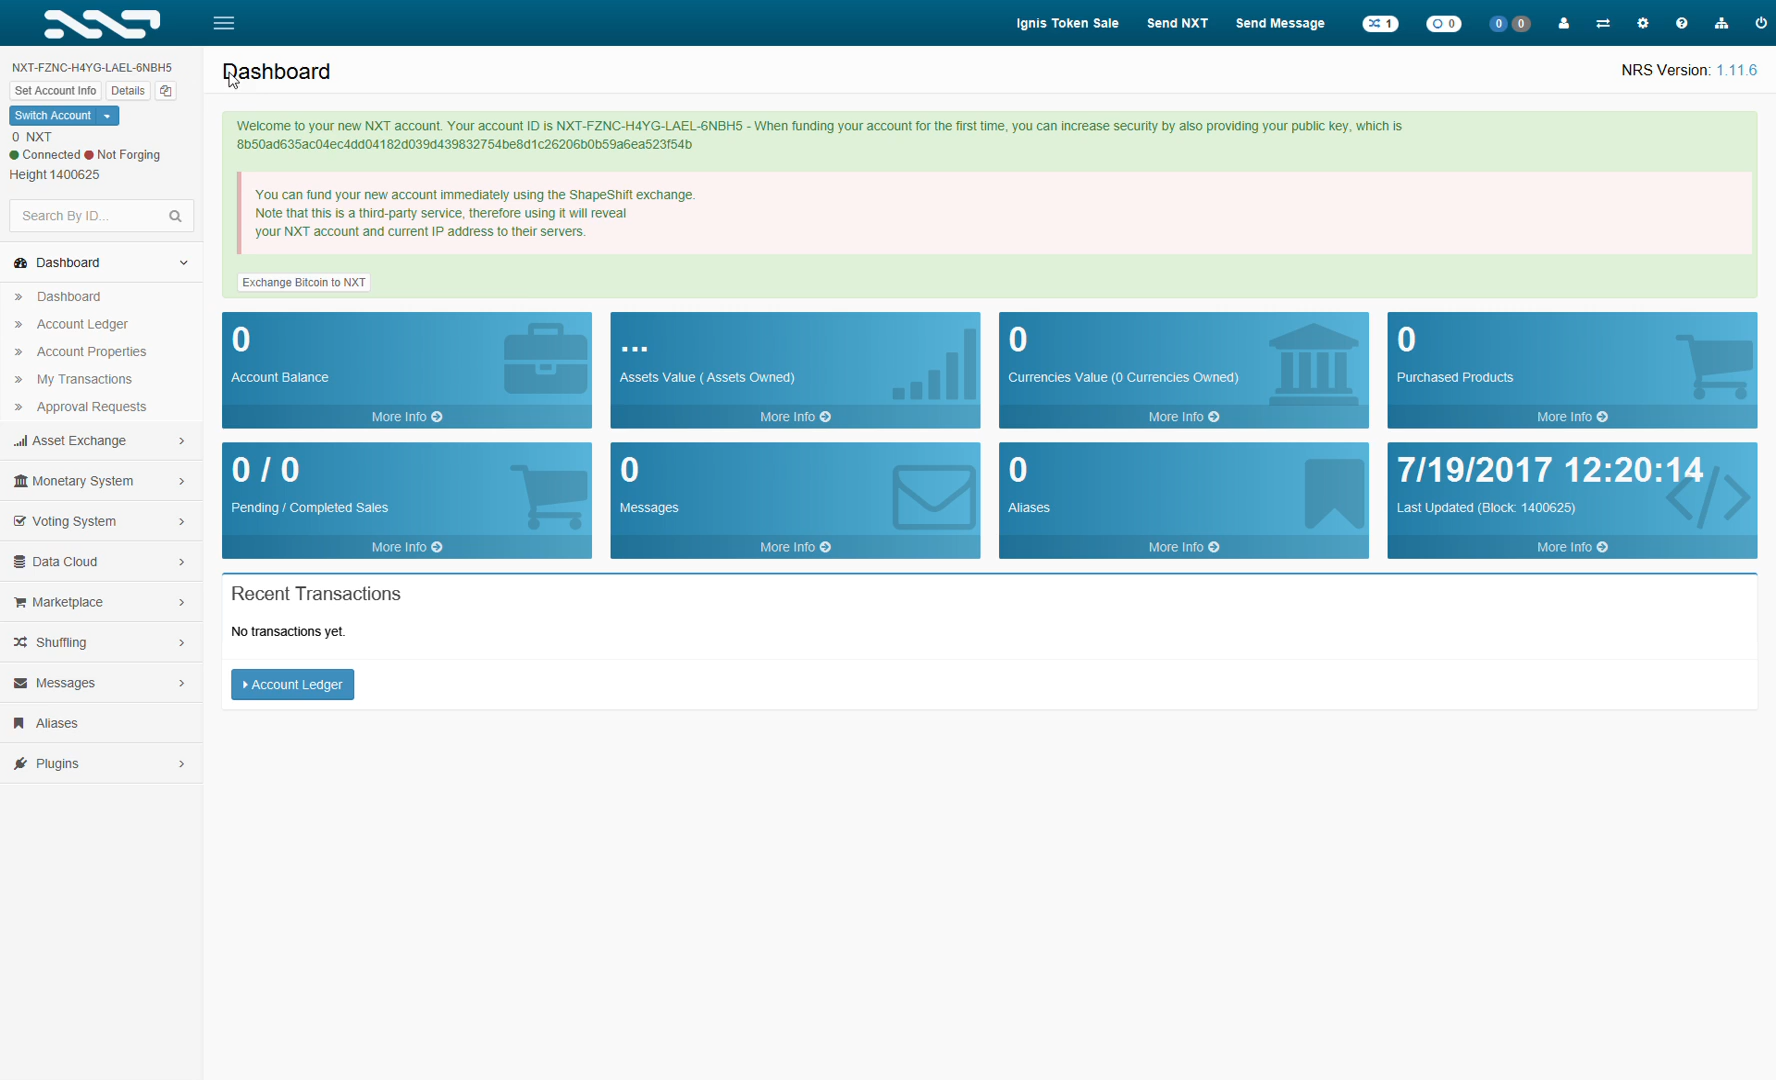 NXT
Ignis Token Sale
Send NXT
Send Message
1
0
0
0
NXT-FZNC-H4YG-LAEL-6NBH5
Set Account Info
Details
Switch Account
0 NXT
Connected
Not Forging
Height 1400625
Search By ID...
Dashboard
Dashboard
Account Ledger
Account Properties
My Transactions
Approval Requests
Asset Exchange
Monetary System
Voting System
Data Cloud
Marketplace
Shuffling
Messages
Aliases
Plugins
Dashboard
NRS Version: 1.11.6
Welcome to your new NXT account. Your account ID is NXT-FZNC-H4YG-LAEL-6NBH5 - When funding your account for the first time, you can increase security by also providing your public key, which is
8b50ad635ac04ec4dd04182d039d439832754be8d1c26206b0b59a6ea523f54b
You can fund your new account immediately using the ShapeShift exchange.
Note that this is a third-party service, therefore using it will reveal
your NXT account and current IP address to their servers.
Exchange Bitcoin to NXT
0
Account Balance
More Info
...
Assets Value ( Assets Owned)
More Info
0
Currencies Value (0 Currencies Owned)
More Info
0
Purchased Products
More Info
0 / 0
Pending / Completed Sales
More Info
0
Messages
More Info
0
Aliases
More Info
7/19/2017 12:20:14
Last Updated (Block: 1400625)
More Info
Recent Transactions
No transactions yet.
Account Ledger